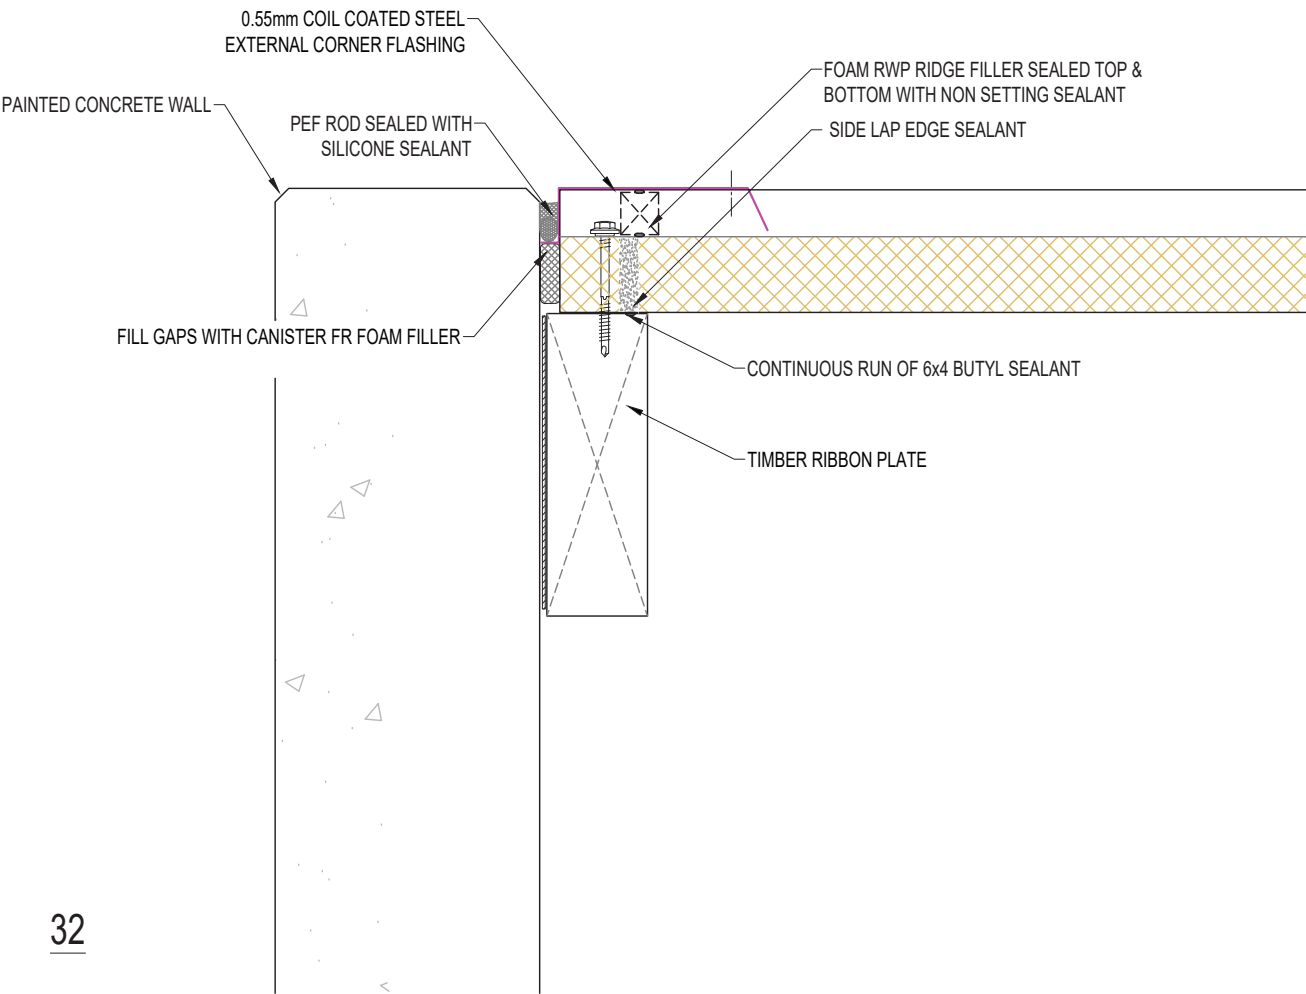 0.55mm COIL COATED STEEL
EXTERNAL CORNER FLASHING
FOAM RWP RIDGE FILLER SEALED TOP &
BOTTOM WITH NON SETTING SEALANT
PAINTED CONCRETE WALL
PEF ROD SEALED WITH
SILICONE SEALANT
SIDE LAP EDGE SEALANT
FILL GAPS WITH CANISTER FR FOAM FILLER
CONTINUOUS RUN OF 6x4 BUTYL SEALANT
TIMBER RIBBON PLATE
32